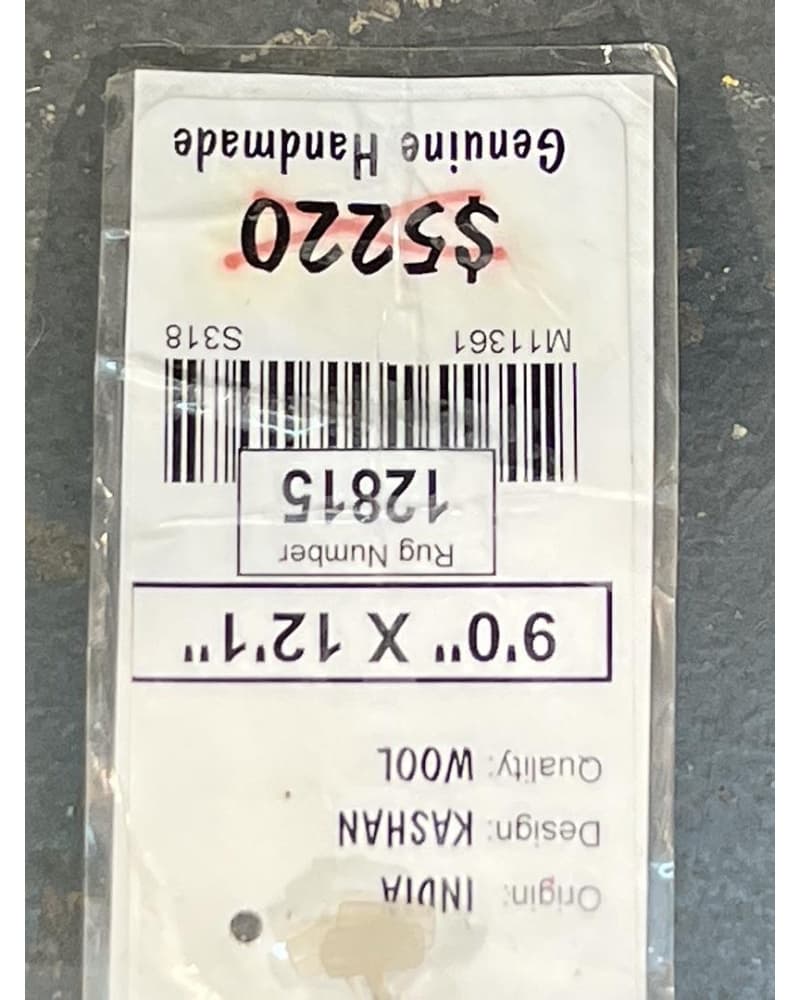 Origin: INDIA
Design: KASHAN
Quality: WOOL
9'0" X 12'1"
Rug Number
12815
M11361 S318
$5220
Genuine Handmade